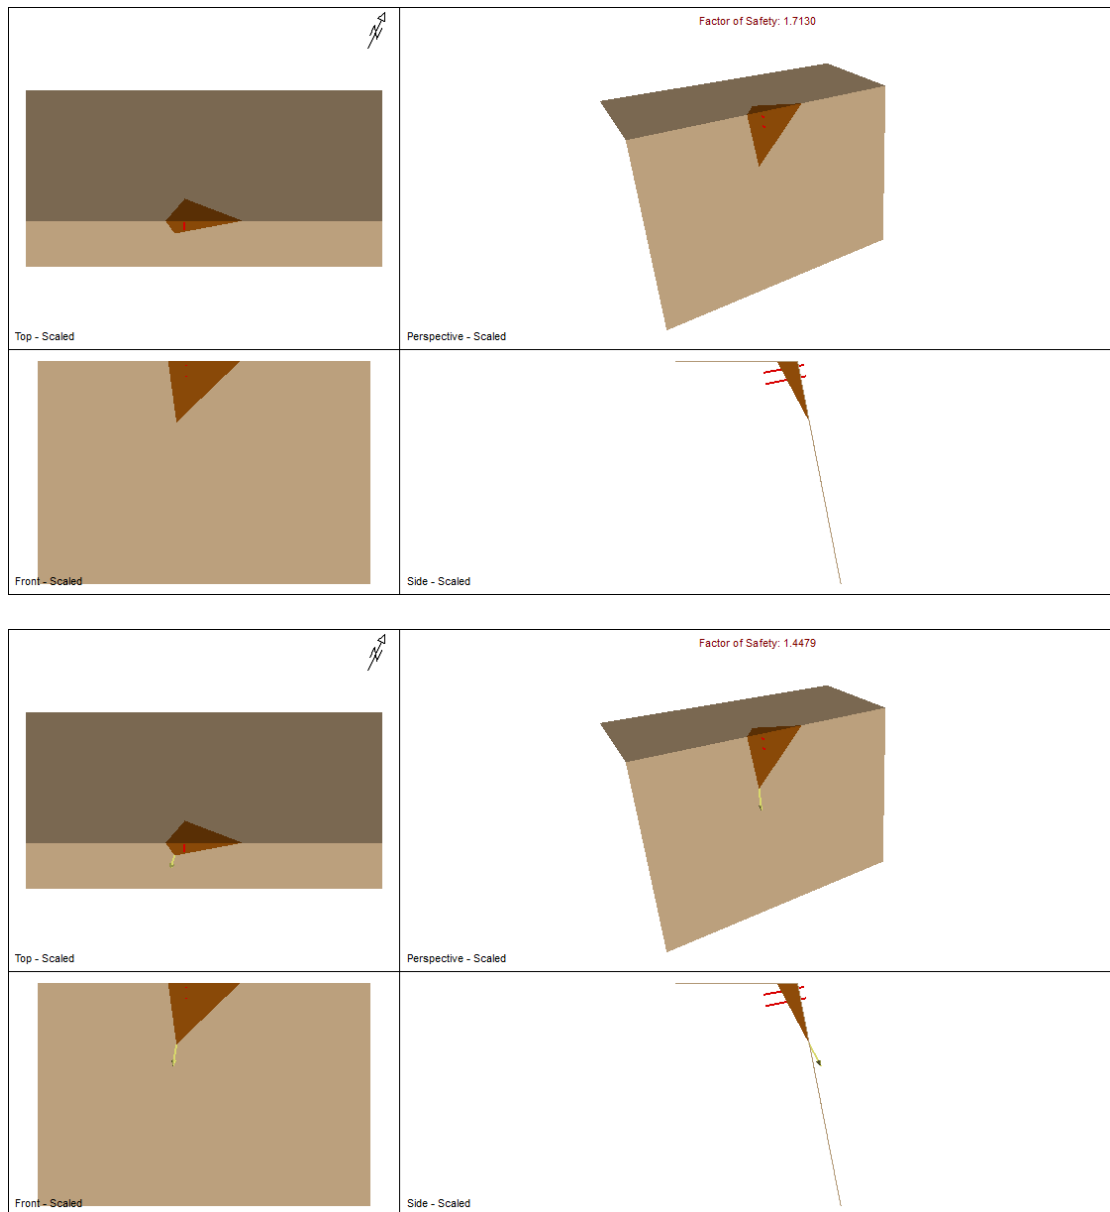 N
Factor of Safety: 1.7130
Top - Scaled
Perspective - Scaled
Front - Scaled
Side - Scaled
N
Factor of Safety: 1.4479
Top - Scaled
Perspective - Scaled
Front - Scaled
Side - Scaled